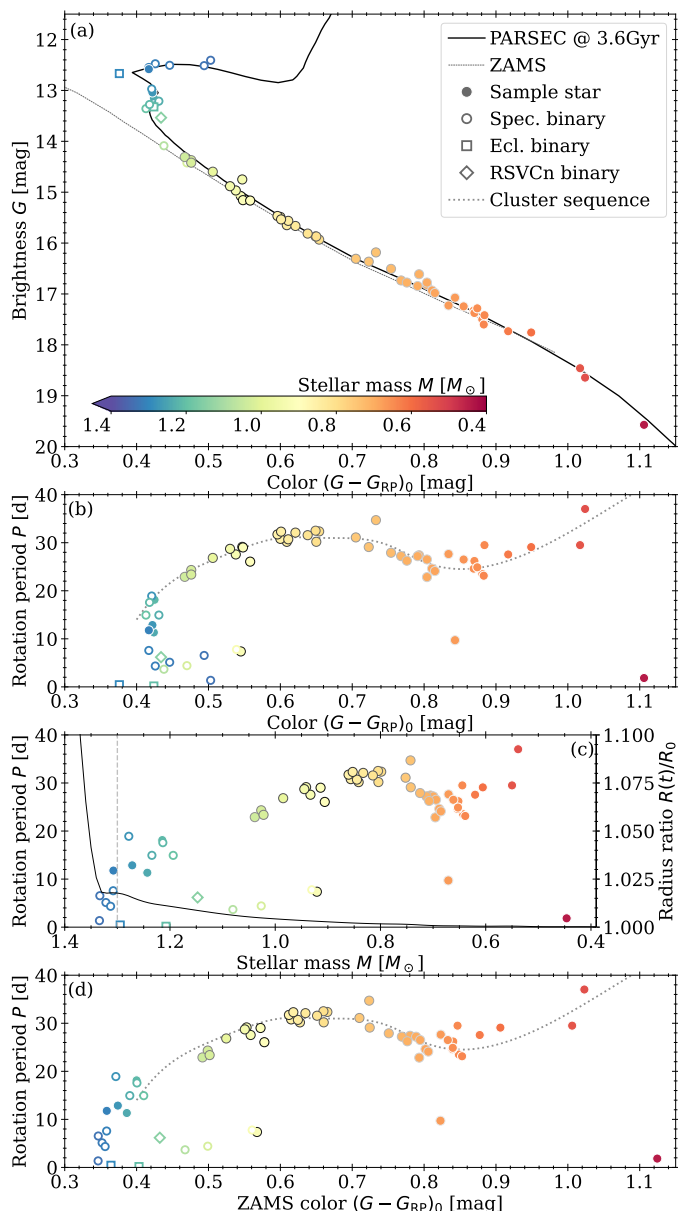 (a)
PARSEC @ 3.6Gyr
ZAMS
Sample star
Spec. binary
Ecl. binary
RSVCn binary
Cluster sequence
12
13
14
15
16
17
18
19
20
Brightness G [mag]
Stellar mass M [M⊙]
1.4 1.2 1.0 0.8 0.6 0.4
0.3 0.4 0.5 0.6 0.7 0.8 0.9 1.0 1.1
Color (G − G_RP)_0 [mag]
(b)
40
30
20
10
0
Rotation period P [d]
0.3 0.4 0.5 0.6 0.7 0.8 0.9 1.0 1.1
Color (G − G_RP)_0 [mag]
(c)
40
30
20
10
0
Rotation period P [d]
1.100
1.075
1.050
1.025
1.000
Radius ratio R(t)/R_0
1.4 1.2 1.0 0.8 0.6 0.4
Stellar mass M [M⊙]
(d)
40
30
20
10
0
Rotation period P [d]
0.3 0.4 0.5 0.6 0.7 0.8 0.9 1.0 1.1
ZAMS color (G − G_RP)_0 [mag]